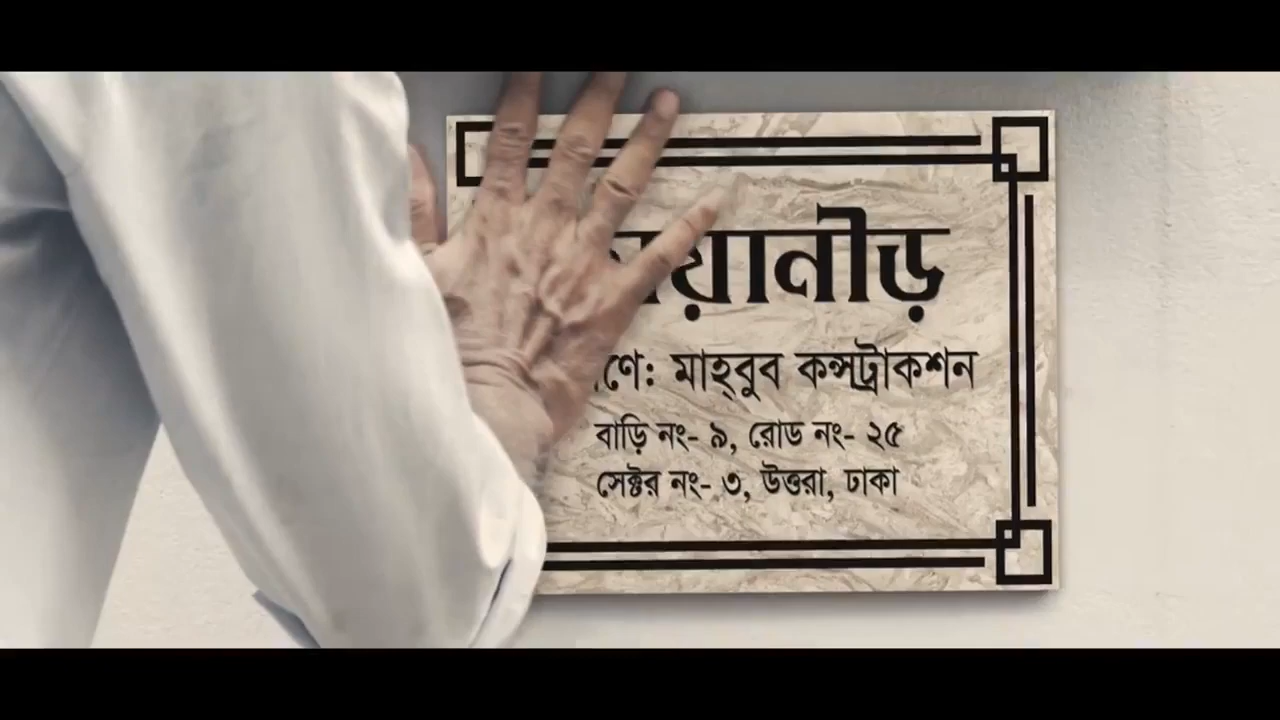 ণে: মাহ্‌বুব কন্সট্রাকশন
বাড়ি নং- ৯, রোড নং- ২৫
সেক্টর নং- ৩, উত্তরা, ঢাকা